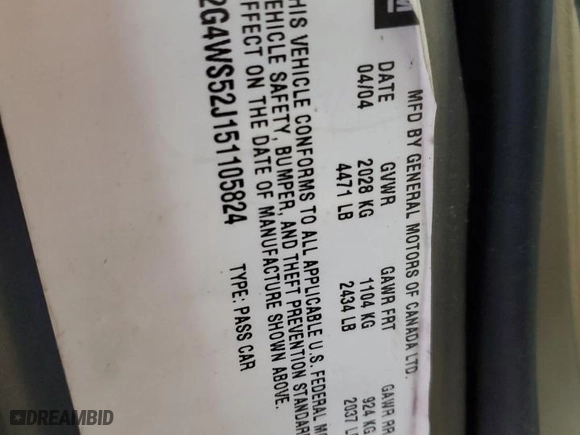 M
MFD BY GENERAL MOTORS OF CANADA LTD.
DATE GVWR GAWR FRT GAWR RR
04/04 2028 KG 1104 KG 924 KG
4471 LB 2434 LB 2037 L
THIS VEHICLE CONFORMS TO ALL APPLICABLE U.S. FEDERAL MO
VEHICLE SAFETY, BUMPER, AND THEFT PREVENTION STANDAR
EFFECT ON THE DATE OF MANUFACTURE SHOWN ABOVE.
2G4WS52J151105824 TYPE: PASS CAR
DREAMBID